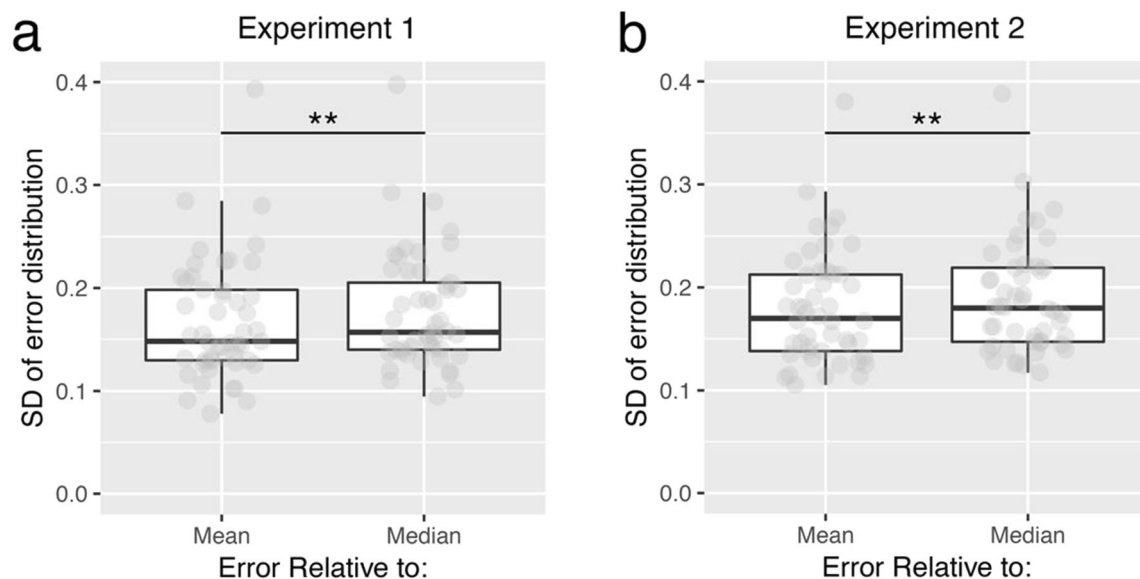 a
Experiment 1
**
SD of error distribution
0.4
0.3
0.2
0.1
0.0
Mean
Median
Error Relative to:
b
Experiment 2
**
SD of error distribution
0.4
0.3
0.2
0.1
0.0
Mean
Median
Error Relative to: